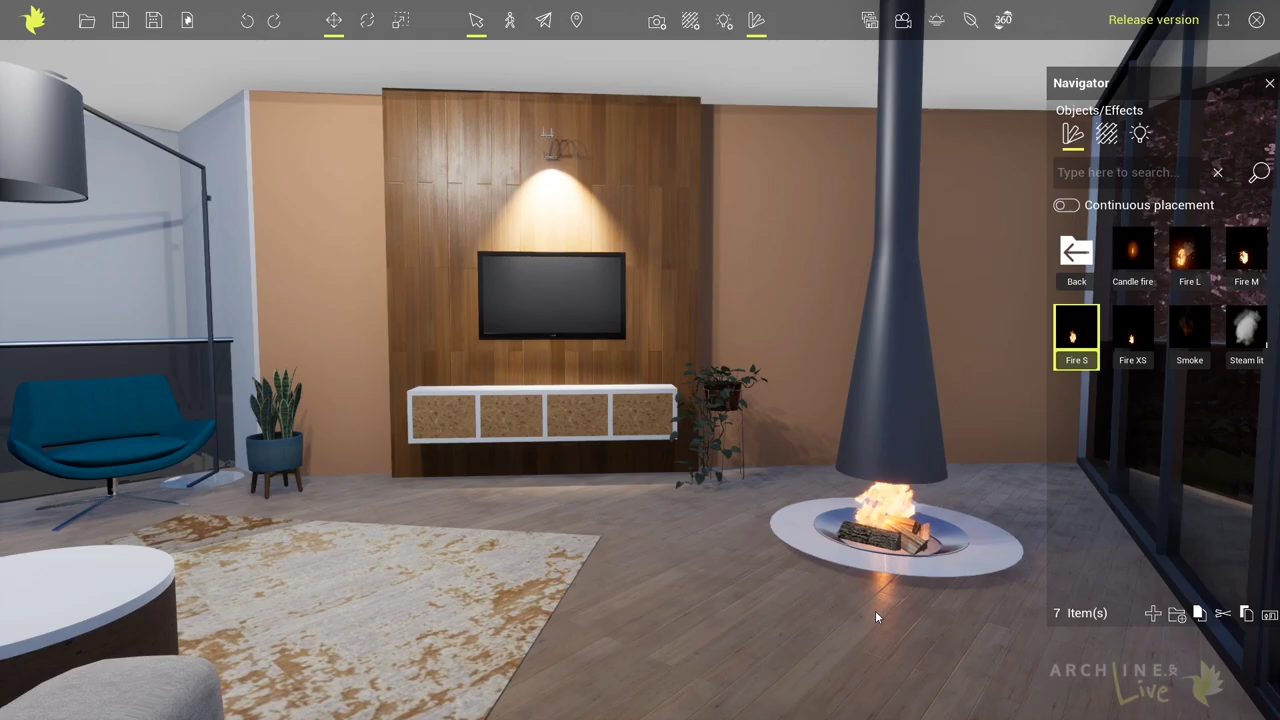 360
Release version
Navigator
Objects/Effects
Type here to search...
Continuous placement
Back
Candle fire
Fire L
Fire M
Fire S
Fire XS
Smoke
Steam lit
7 Item(s)
ARCHLINE.XP
Live